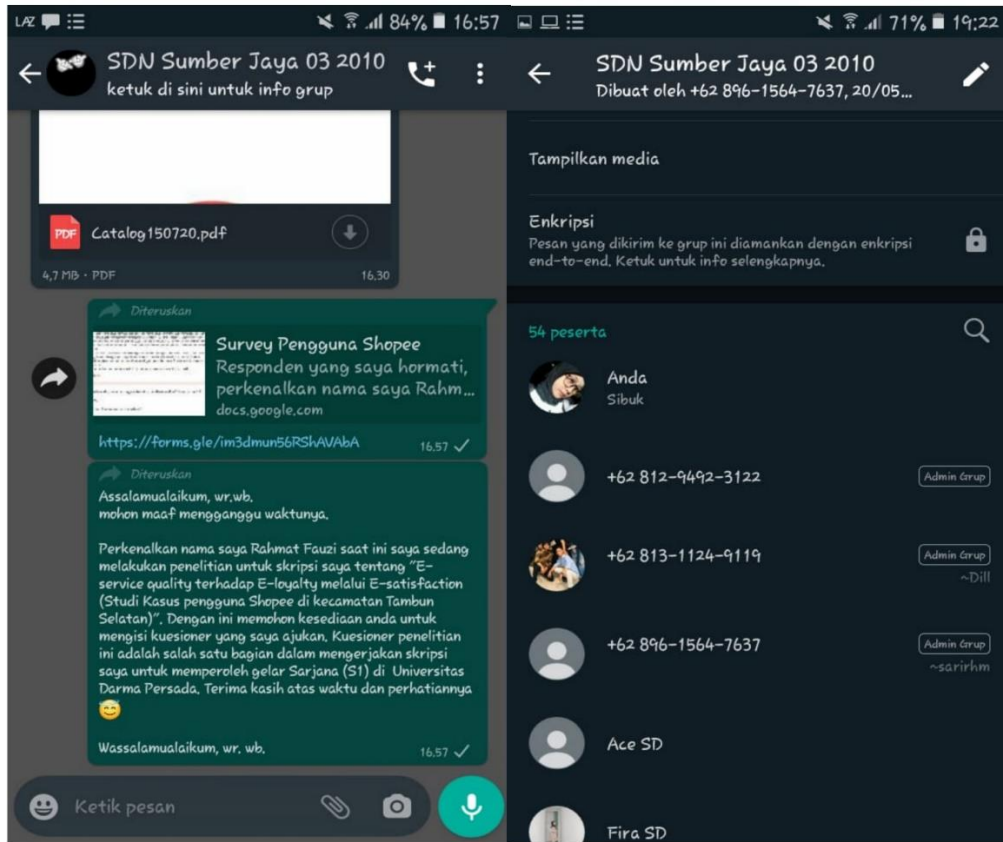 LAZ 84% 16:57
SDN Sumber Jaya 03 2010
ketuk di sini untuk info grup
PDF Catalog150720.pdf
4,7 MB • PDF 16.30
Diteruskan
Survey Pengguna Shopee
Responden yang saya hormati,
perkenalkan nama saya Rahm...
docs.google.com
https://forms.gle/im3dmun56RShAVAbA 16.57
Diteruskan
Assalamualaikum, wr.wb.
mohon maaf mengganggu waktunya.
Perkenalkan nama saya Rahmat Fauzi saat ini saya sedang
melakukan penelitian untuk skripsi saya tentang "E-
service quality terhadap E-loyalty melalui E-satisfaction
(Studi Kasus pengguna Shopee di kecamatan Tambun
Selatan)". Dengan ini memohon kesediaan anda untuk
mengisi kuesioner yang saya ajukan. Kuesioner penelitian
ini adalah salah satu bagian dalam mengerjakan skripsi
saya untuk memperoleh gelar Sarjana (S1) di Universitas
Darma Persada. Terima kasih atas waktu dan perhatiannya
😅
Wassalamualaikum, wr. wb. 16.57
Ketik pesan
71% 19:22
SDN Sumber Jaya 03 2010
Dibuat oleh +62 896-1564-7637, 20/05...
Tampilkan media
Enkripsi
Pesan yang dikirim ke grup ini diamankan dengan enkripsi
end-to-end. Ketuk untuk info selengkapnya.
54 peserta
Anda
Sibuk
+62 812-9492-3122 Admin Grup
+62 813-1124-9119 Admin Grup
~Dill
+62 896-1564-7637 Admin Grup
~sarirhm
Ace SD
Fira SD